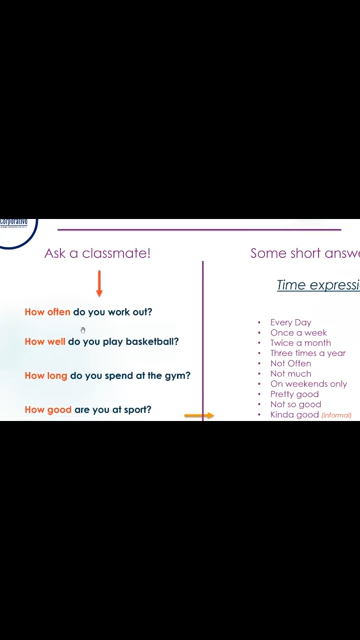 Corporativo
Ask a classmate!
How often do you work out?
How well do you play basketball?
How long do you spend at the gym?
How good are you at sport?
Some short answe
Time expressi
• Every Day
• Once a week
• Twice a month
• Three times a year
• Not Often
• Not much
• On weekends only
• Pretty good
• Not so good
• Kinda good (informal)